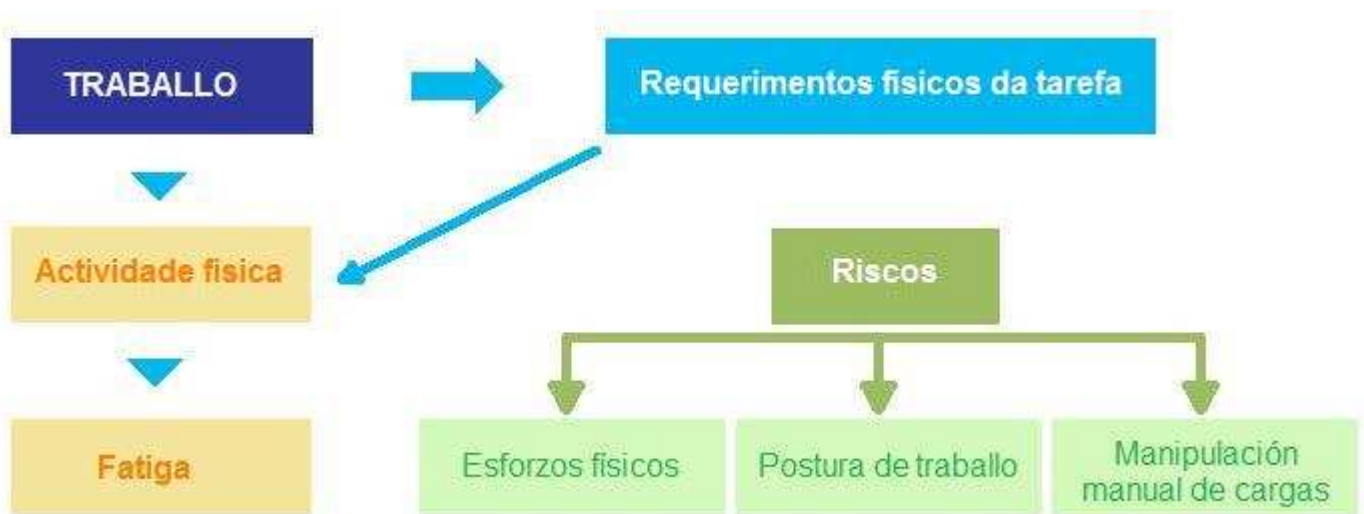 TRABALLO
Requerimentos físicos da tarefa
Actividade física
Riscos
Fatiga
Esforzos físicos
Postura de traballo
Manipulación
manual de cargas